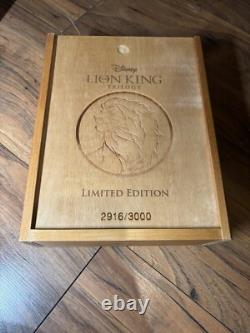 Disney
LION KING
TRILOGY
LIMITED EDITION
2916/3000